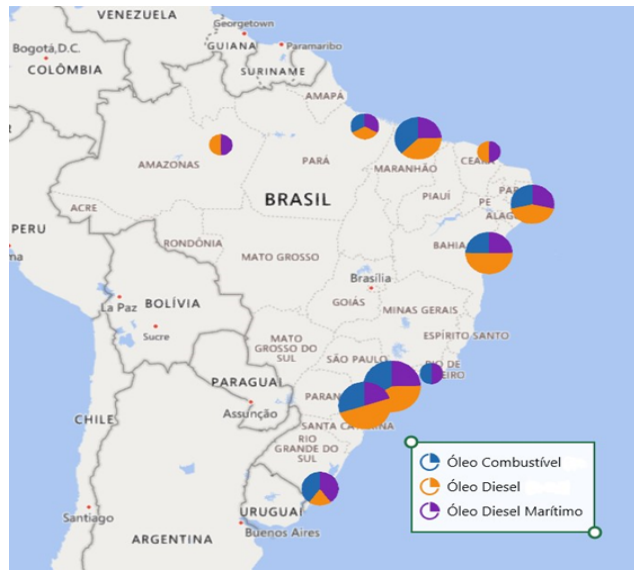 VENEZUELA
Georgetown
Bogotá,D.C.
GUIANA
Paramaribo
COLÔMBIA
SURINAME
AMAPÁ
AMAZONAS
PARÁ
MARANHÃO
CEARÁ
BRASIL
PIAUÍ
PE
ALAG
ACRE
PERU
RONDÔNIA
MATO GROSSO
BAHIA
Brasília
BOLÍVIA
La Paz
GOIÁS
MINAS GERAIS
Sucre
ESPÍRITO SANTO
MATO
GROSSO DO
SUL
SÃO PAULO
RIO DE
PARAGUAI
PARAN
Assunção
CHILE
SANTA CATARINA
RIO
GRANDE DO
SUL
Óleo Combustível
Óleo Diesel
Óleo Diesel Marítimo
URUGUAI
Santiago
Buenos Aires
ARGENTINA